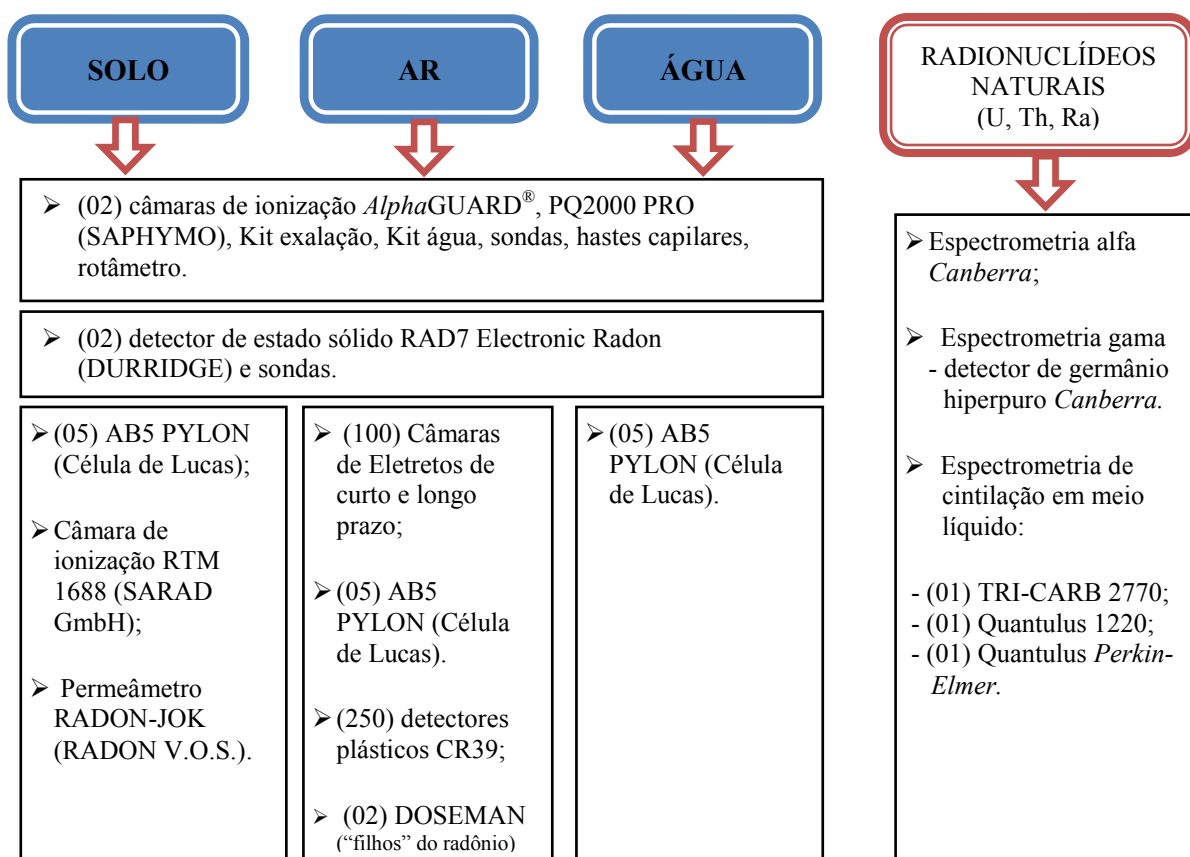 SOLO
AR
ÁGUA
RADIONUCLÍDEOS
NATURAIS
(U, Th, Ra)
➢ (02) câmaras de ionização AlphaGUARD®, PQ2000 PRO
(SAPHYMO), Kit exalação, Kit água, sondas, hastes capilares,
rotâmetro.
➢ (02) detector de estado sólido RAD7 Electronic Radon
(DURRIDGE) e sondas.
➢ (05) AB5 PYLON
(Célula de Lucas);
➢ Câmara de
ionização RTM
1688 (SARAD
GmbH);
➢ Permeâmetro
RADON-JOK
(RADON V.O.S.).
➢ (100) Câmaras
de Eletretos de
curto e longo
prazo;
➢ (05) AB5
PYLON (Célula
de Lucas).
➢ (250) detectores
plásticos CR39;
➢ (02) DOSEMAN
(“filhos” do radônio)
➢ (05) AB5
PYLON (Célula
de Lucas).
➢ Espectrometria alfa
Canberra;
➢ Espectrometria gama
- detector de germânio
hiperpuro Canberra.
➢ Espectrometria de
cintilação em meio
líquido:
- (01) TRI-CARB 2770;
- (01) Quantulus 1220;
- (01) Quantulus Perkin-
Elmer.